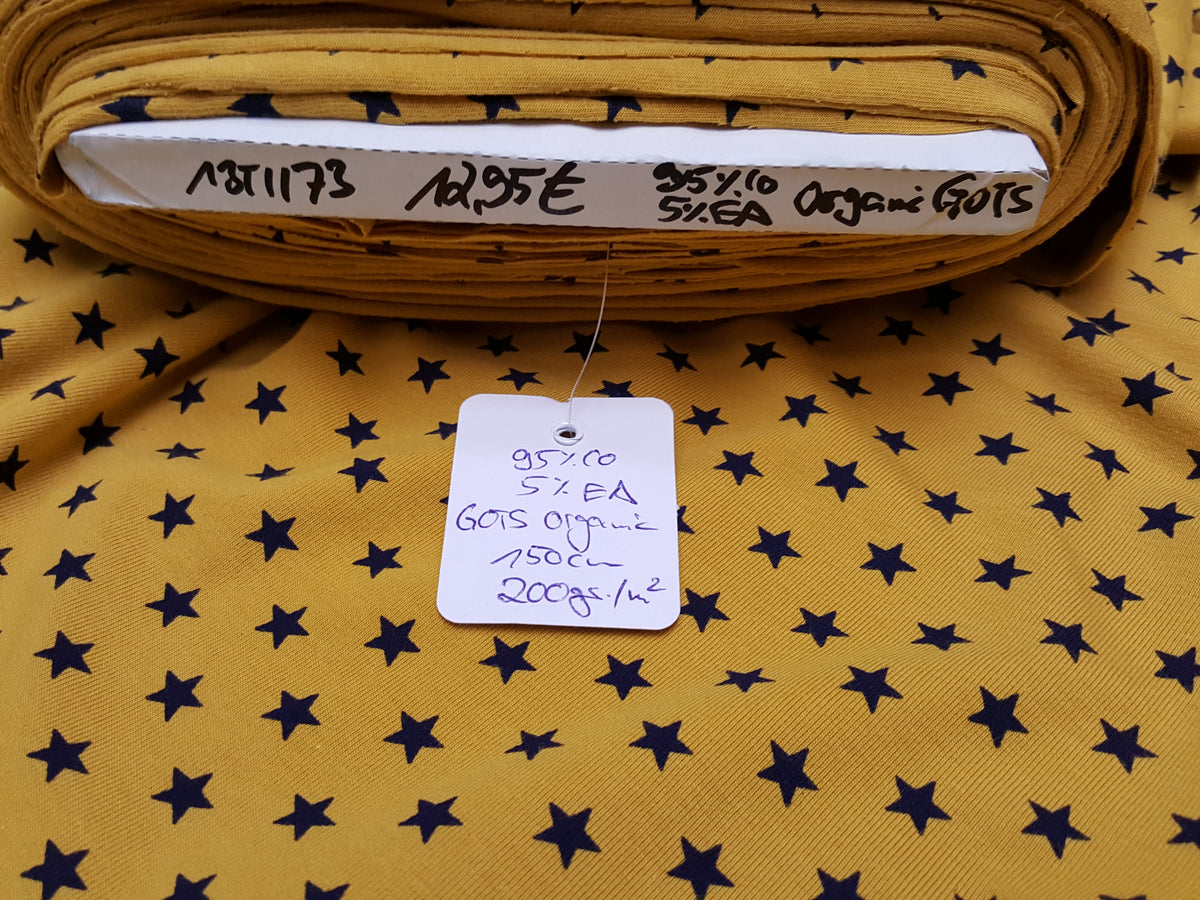 13T1173 12,95€ 95%CO Organic GOTS
5%EA
95%CO
5%EA
GOTS Organic
150cm
200gs./m²